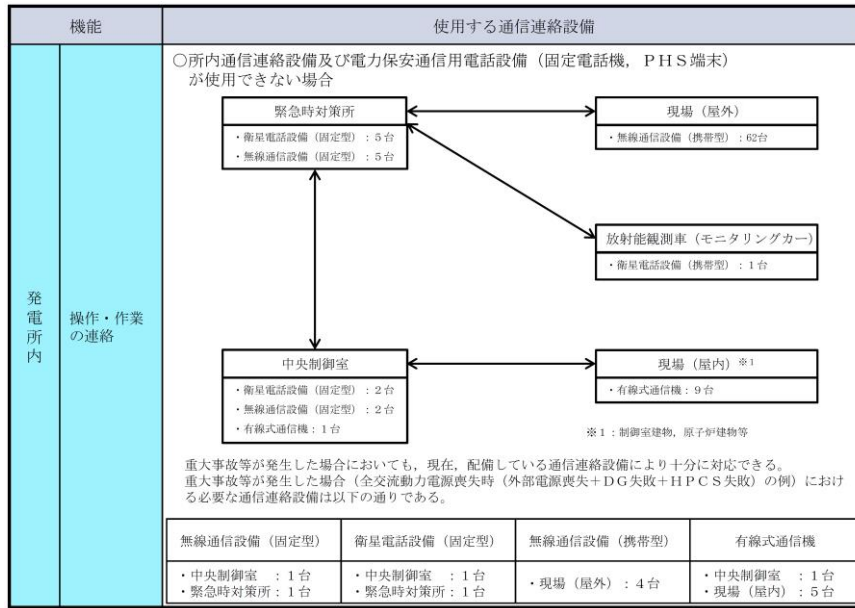 機能
使用する通信連絡設備
発電所内
操作・作業
の連絡
○所内通信連絡設備及び電力保安通信用電話設備（固定電話機，ＰＨＳ端末）
が使用できない場合
緊急時対策所
・衛星電話設備（固定型）：５台
・無線通信設備（固定型）：５台
現場（屋外）
・無線通信設備（携帯型）：62台
放射能観測車（モニタリングカー）
・衛星電話設備（携帯型）：１台
中央制御室
・衛星電話設備（固定型）：２台
・無線通信設備（固定型）：２台
・有線式通信機：１台
現場（屋内）※１
・有線式通信機：９台
※１：制御室建物，原子炉建物等
重大事故等が発生した場合においても，現在，配備している通信連絡設備により十分に対応できる。
重大事故等が発生した場合（全交流動力電源喪失時（外部電源喪失＋ＤＧ失敗＋ＨＰＣＳ失敗）の例）におけ
る必要な通信連絡設備は以下の通りである。
無線通信設備（固定型）
衛星電話設備（固定型）
無線通信設備（携帯型）
有線式通信機
・中央制御室　：１台
・緊急時対策所：１台
・中央制御室　：１台
・緊急時対策所：１台
・現場（屋外）：４台
・中央制御室　：１台
・現場（屋内）：５台